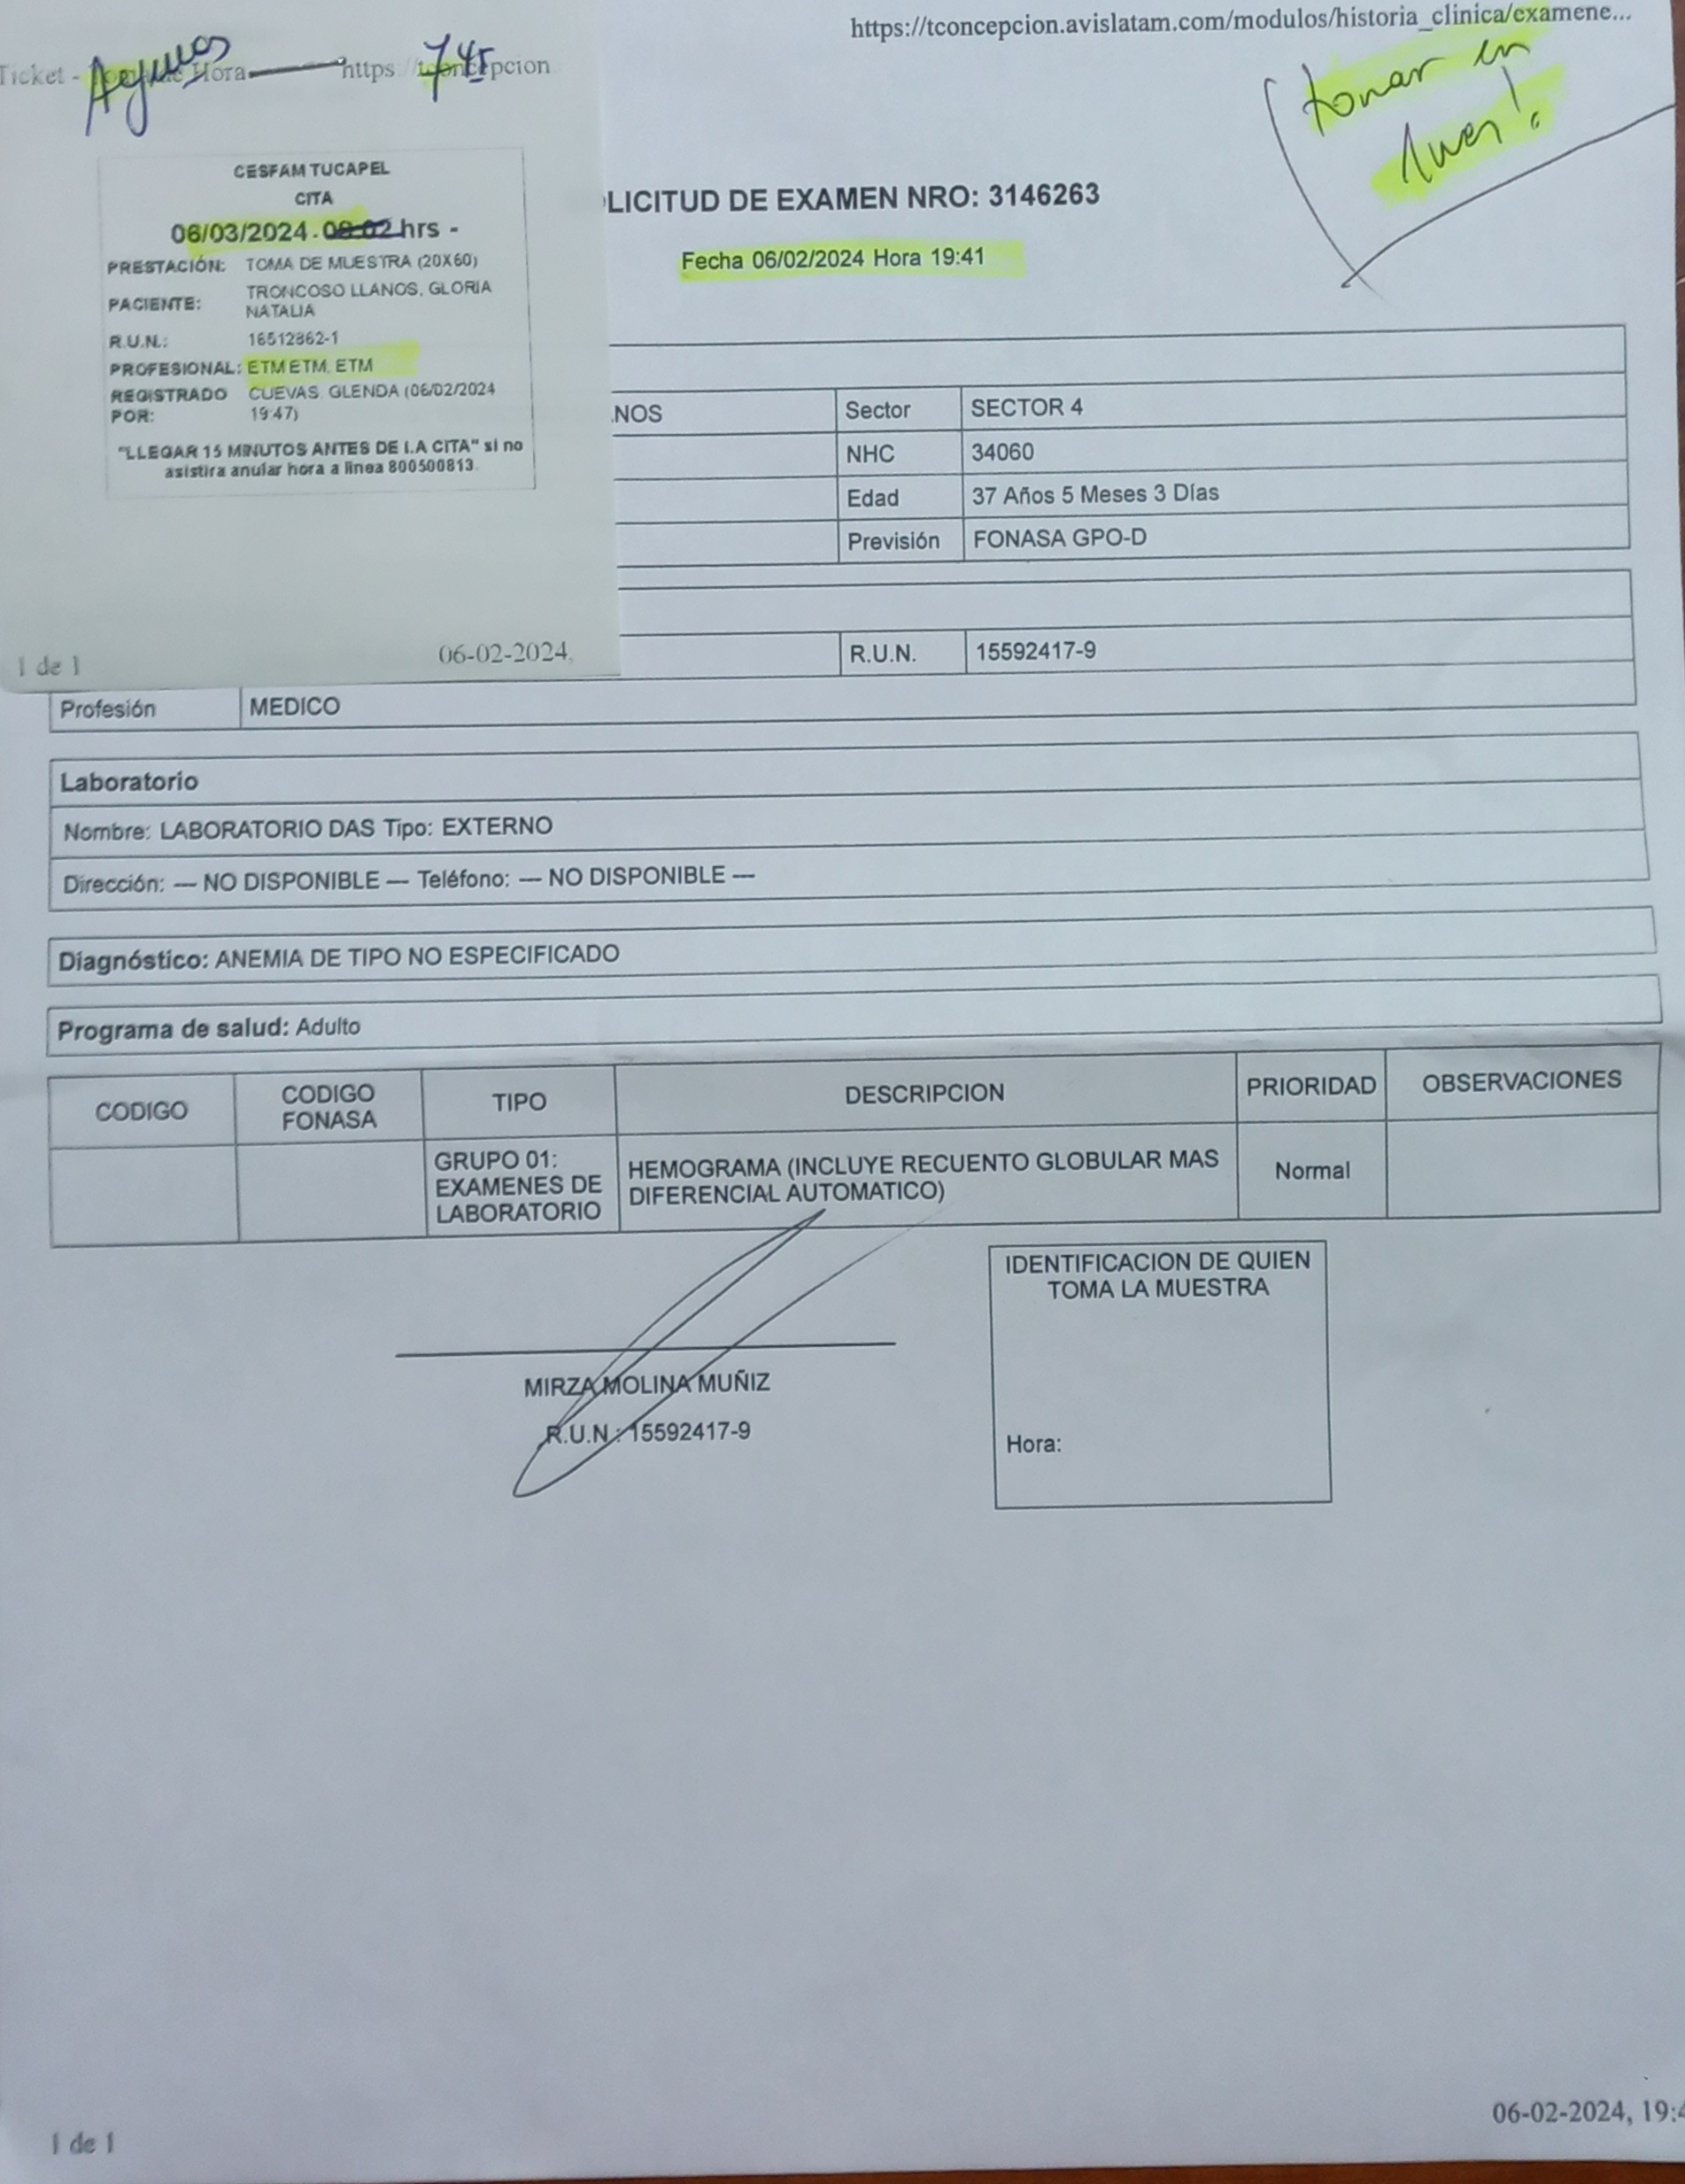 https://tconcepcion.avislatam.com/modulos/historia_clinica/examene...
Ticket - Hora https://tconcepcion
Ayunas 745
tomar en
CESFAM TUCAPEL
CITA
06/03/2024. 08:02 hrs -
PRESTACIÓN: TOMA DE MUESTRA (20X60)
PACIENTE: TRONCOSO LLANOS, GLORIA
NATALIA
R.U.N.: 16512862-1
PROFESIONAL: ETM ETM, ETM
REGISTRADO POR: CUEVAS, GLENDA (06/02/2024
19:47)
"LLEGAR 15 MINUTOS ANTES DE LA CITA" si no
asistira anular hora a linea 800500813.
1 de 1 06-02-2024,
LICITUD DE EXAMEN NRO: 3146263
Fecha 06/02/2024 Hora 19:41
NOS Sector SECTOR 4
NHC 34060
Edad 37 Años 5 Meses 3 Días
Previsión FONASA GPO-D
R.U.N. 15592417-9
Profesión MEDICO
Laboratorio
Nombre: LABORATORIO DAS Tipo: EXTERNO
Dirección: --- NO DISPONIBLE --- Teléfono: --- NO DISPONIBLE ---
Diagnóstico: ANEMIA DE TIPO NO ESPECIFICADO
Programa de salud: Adulto
CODIGO CODIGO FONASA TIPO DESCRIPCION PRIORIDAD OBSERVACIONES
GRUPO 01:
EXAMENES DE
LABORATORIO
HEMOGRAMA (INCLUYE RECUENTO GLOBULAR MAS
DIFERENCIAL AUTOMATICO)
Normal
IDENTIFICACION DE QUIEN
TOMA LA MUESTRA
Hora:
MIRZA MOLINA MUÑIZ
R.U.N.: 15592417-9
06-02-2024, 19:4
1 de 1